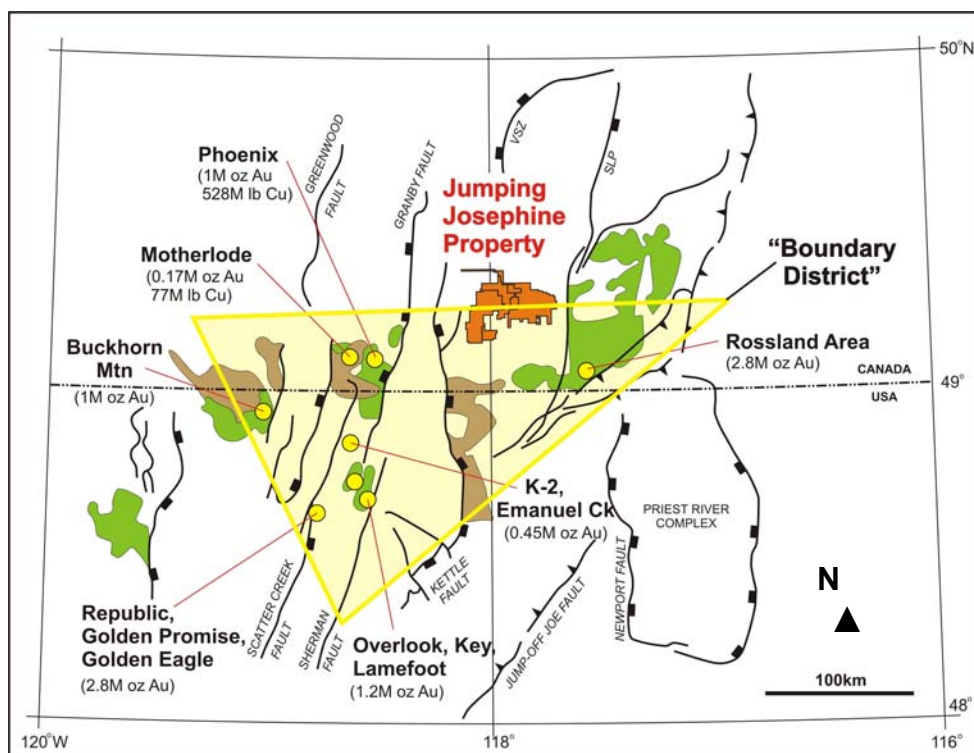 50°N
Phoenix
(1M oz Au
528M lb Cu)
GREENWOOD
FAULT
GRANBY FAULT
VSZ
SLP
Jumping
Josephine
Property
Motherlode
(0.17M oz Au
77M lb Cu)
“Boundary
District”
Buckhorn
Mtn
(1M oz Au)
Rossland Area
(2.8M oz Au)
CANADA
49°
USA
K-2,
Emanuel Ck
(0.45M oz Au)
PRIEST RIVER
COMPLEX
NEWPORT FAULT
KETTLE
FAULT
JUMP-OFF JOE FAULT
SCATTER CREEK
FAULT
SHERMAN
FAULT
Republic,
Golden Promise,
Golden Eagle
(2.8M oz Au)
Overlook, Key,
Lamefoot
(1.2M oz Au)
N
100km
48°
120°W
118°
116°